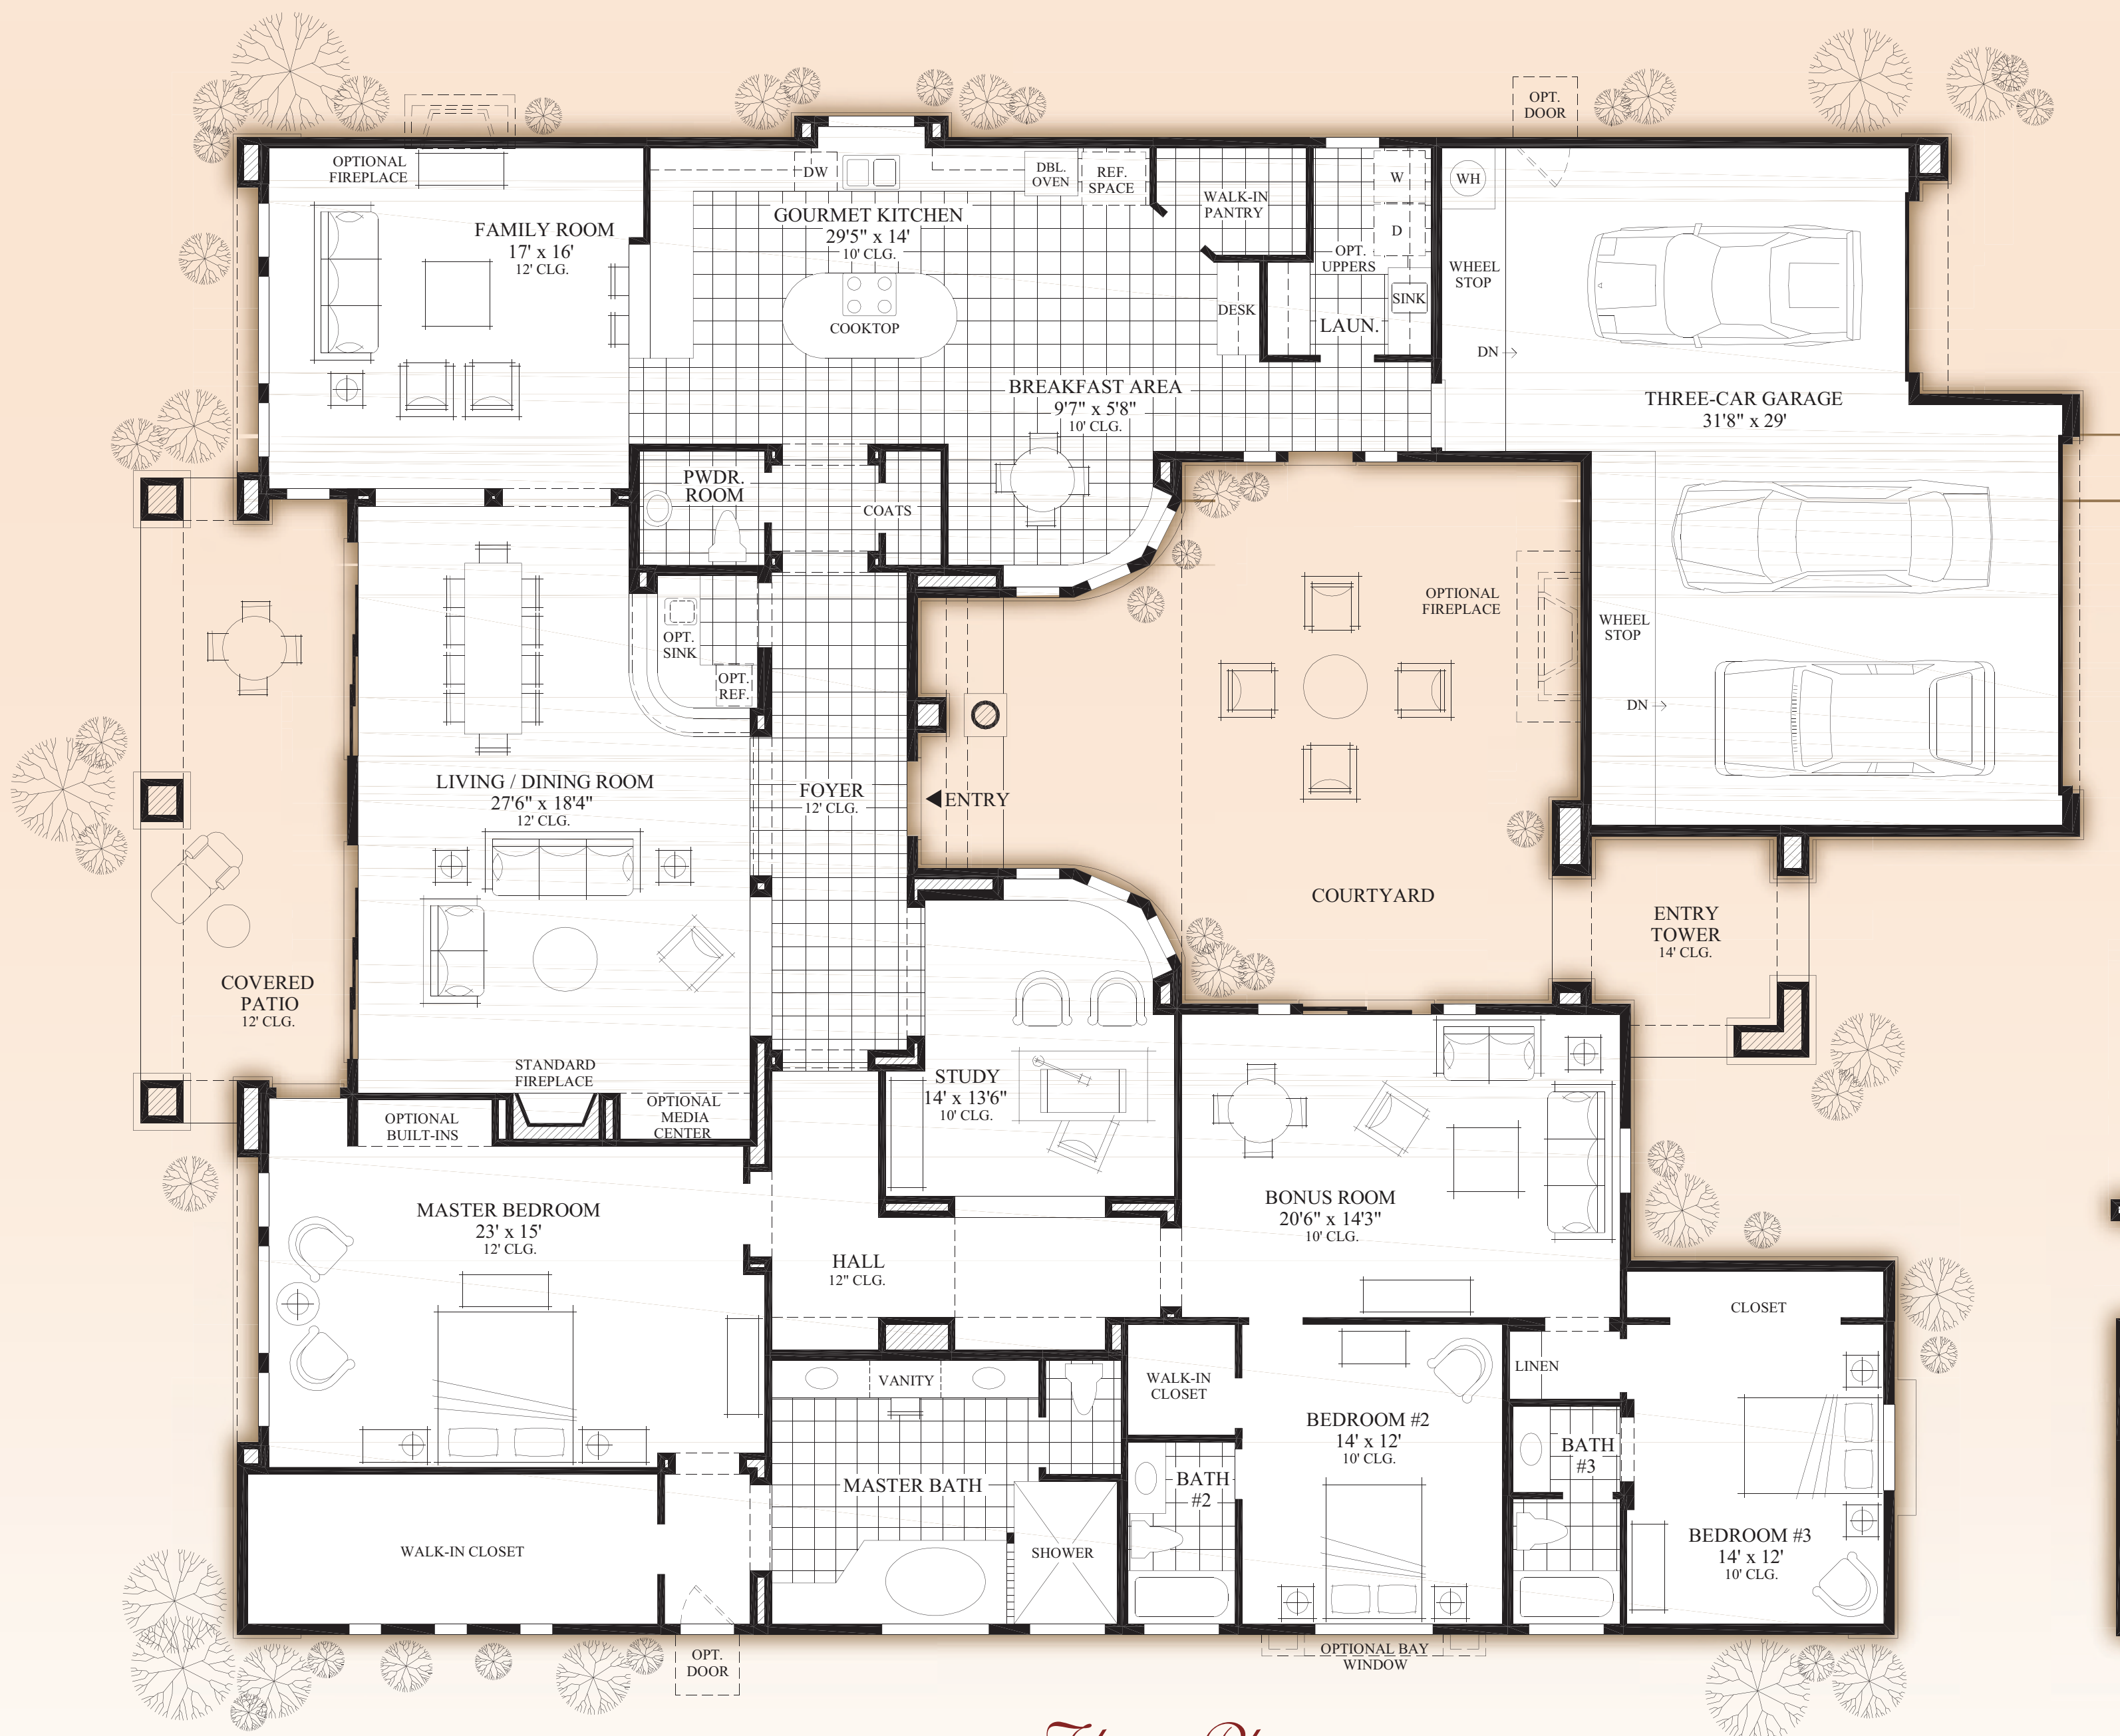 OPT.
DOOR
OPTIONAL
FIREPLACE
FAMILY ROOM
17' x 16'
12' CLG.
DW
GOURMET KITCHEN
29'5" x 14'
10' CLG.
COOKTOP
DBL.
OVEN
REF.
SPACE
WALK-IN
PANTRY
DESK
W
D
OPT.
UPPERS
SINK
LAUN.
WH
WHEEL
STOP
DN
THREE-CAR GARAGE
31'8" x 29'
BREAKFAST AREA
9'7" x 5'8"
10' CLG.
PWDR.
ROOM
COATS
OPT.
SINK
OPT.
REF.
OPTIONAL
FIREPLACE
WHEEL
STOP
DN
LIVING / DINING ROOM
27'6" x 18'4"
12' CLG.
FOYER
12' CLG.
ENTRY
COURTYARD
ENTRY
TOWER
14' CLG.
COVERED
PATIO
12' CLG.
STANDARD
FIREPLACE
OPTIONAL
BUILT-INS
OPTIONAL
MEDIA
CENTER
STUDY
14' x 13'6"
10' CLG.
MASTER BEDROOM
23' x 15'
12' CLG.
HALL
12" CLG.
BONUS ROOM
20'6" x 14'3"
10' CLG.
CLOSET
VANITY
WALK-IN
CLOSET
LINEN
BEDROOM #2
14' x 12'
10' CLG.
BATH
#3
MASTER BATH
BATH
#2
BEDROOM #3
14' x 12'
10' CLG.
WALK-IN CLOSET
SHOWER
OPT.
DOOR
OPTIONAL BAY
WINDOW